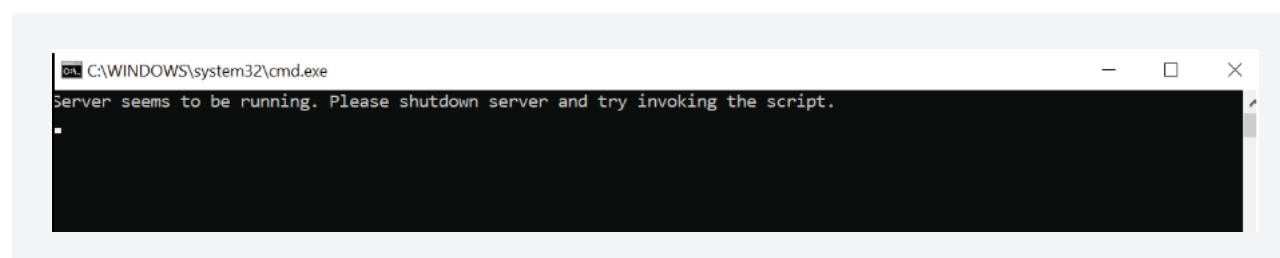 C:\WINDOWS\system32\cmd.exe
Server seems to be running. Please shutdown server and try invoking the script.